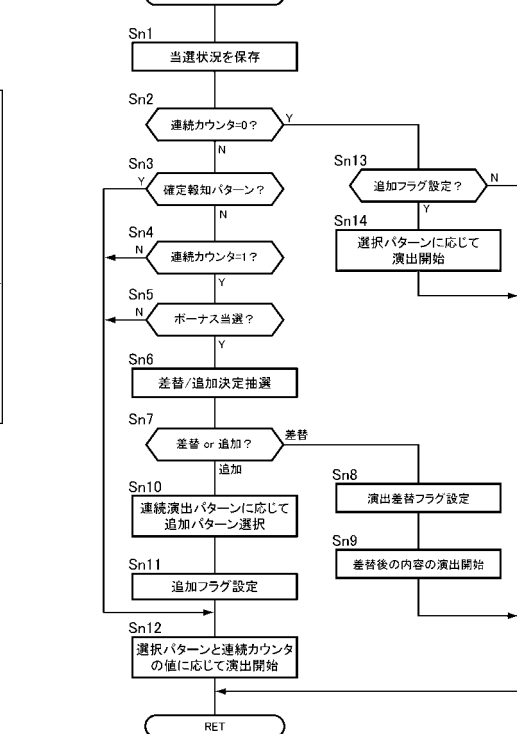 Sn1
当選状況を保存
Sn2
連続カウンタ=0？
Y
N
Sn3
確定報知パターン？
Y
N
Sn4
連続カウンタ=1？
N
Y
Sn5
ボーナス当選？
N
Y
Sn6
差替/追加決定抽選
Sn7
差替 or 追加？
差替
追加
Sn10
連続演出パターンに応じて
追加パターン選択
Sn11
追加フラグ設定
Sn12
選択パターンと連続カウンタ
の値に応じて演出開始
RET
Sn13
追加フラグ設定？
N
Y
Sn14
選択パターンに応じて
演出開始
Sn8
演出差替フラグ設定
Sn9
差替後の内容の演出開始